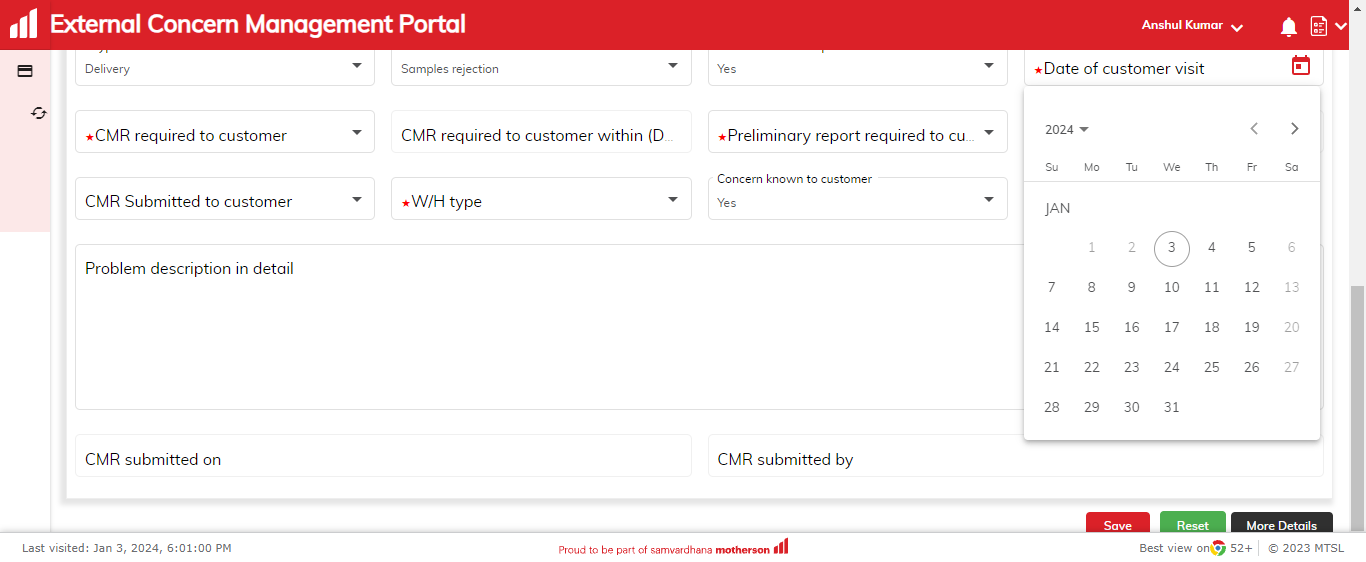 External Concern Management Portal
Anshul Kumar
Delivery
Samples rejection
Yes
*Date of customer visit
*CMR required to customer
CMR required to customer within (D...
*Preliminary report required to cu...
CMR Submitted to customer
*W/H type
Concern known to customer
Yes
2024
Su Mo Tu We Th Fr Sa
JAN
1 2 3 4 5 6
7 8 9 10 11 12 13
14 15 16 17 18 19 20
21 22 23 24 25 26 27
28 29 30 31
Problem description in detail
CMR submitted on
CMR submitted by
Save
Reset
More Details
Last visited: Jan 3, 2024, 6:01:00 PM
Proud to be part of samvardhana motherson
Best view on 52+
© 2023 MTSL